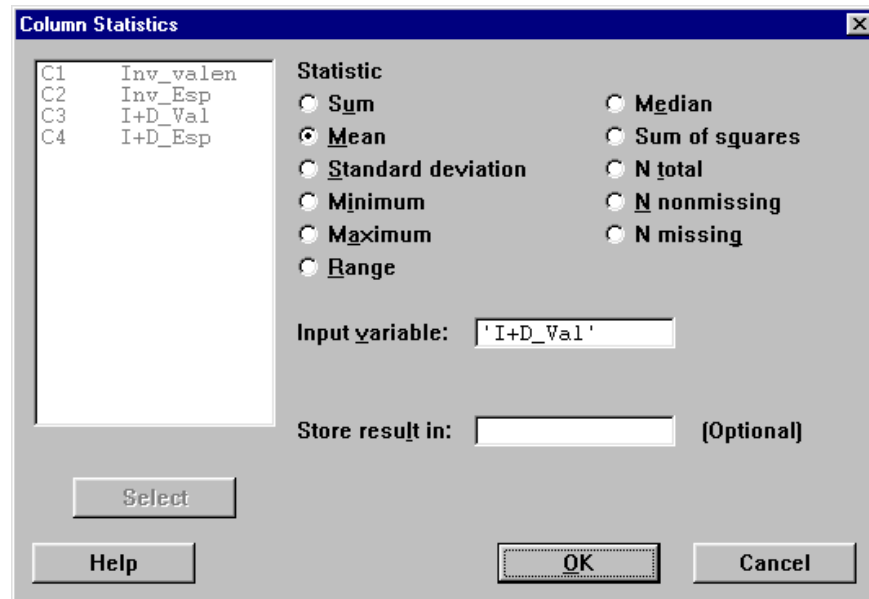 Column Statistics
C1 Inv_valen
C2 Inv_Esp
C3 I+D_Val
C4 I+D_Esp
Statistic
Sum
Mean
Standard deviation
Minimum
Maximum
Range
Median
Sum of squares
N total
N nonmissing
N missing
Input variable: 'I+D_Val'
Store result in: (Optional)
Select
Help OK Cancel